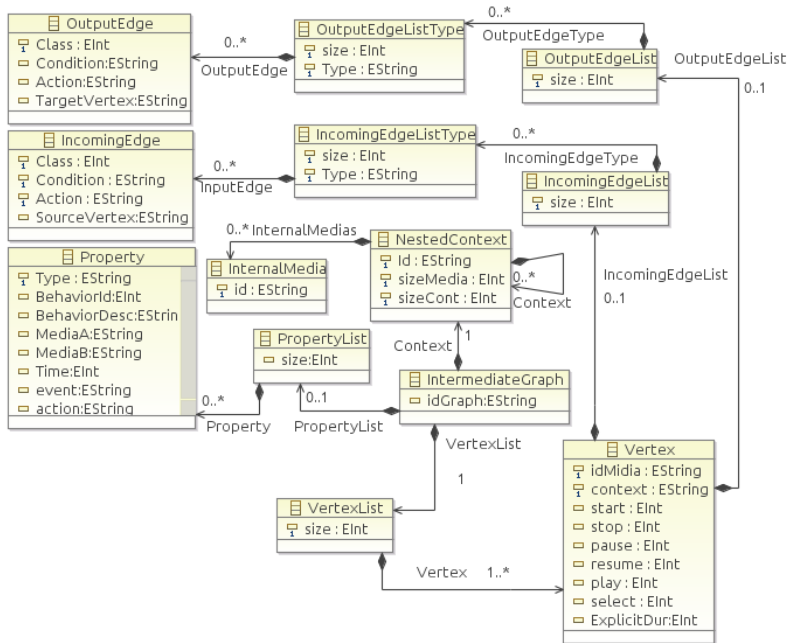 OutputEdge
Class : EInt
Condition:EString
Action:EString
TargetVertex:EString
0..*
OutputEdge
OutputEdgeListType
size : EInt
Type : EString
0..*
OutputEdgeType
OutputEdgeList
size : EInt
OutputEdgeList
0..1
IncomingEdge
Class : EInt
Condition : EString
Action : EString
SourceVertex:EString
0..*
InputEdge
IncomingEdgeListType
size : EInt
Type : EString
0..*
IncomingEdgeType
IncomingEdgeList
size : EInt
IncomingEdgeList
0..1
Property
Type : EString
BehaviorId:EInt
BehaviorDesc:EStrin
MediaA:EString
MediaB:EString
Time:EInt
event:EString
action:EString
0..* InternalMedias
InternalMedia
id : EString
NestedContext
Id : EString
sizeMedia : EInt
sizeCont : EInt
0..*
Context
PropertyList
size:EInt
Context
1
IntermediateGraph
idGraph:EString
0..*
Property
0..1
PropertyList
VertexList
1
VertexList
size : EInt
Vertex 1..*
Vertex
idMidia : EString
context : EString
start : EInt
stop : EInt
pause : EInt
resume : EInt
play : EInt
select : EInt
ExplicitDur:EInt